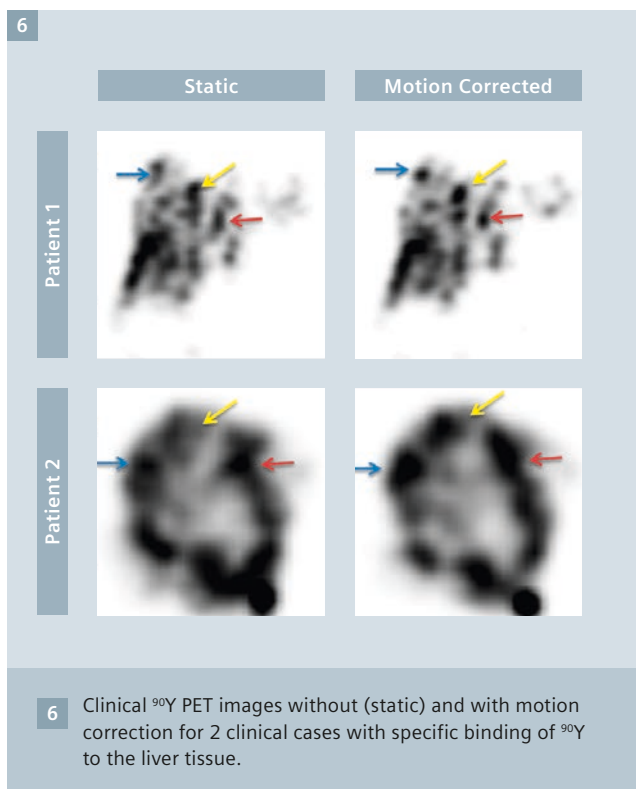 6
Static
Motion Corrected
Patient 1
Patient 2
6
Clinical ⁹⁰Y PET images without (static) and with motion
correction for 2 clinical cases with specific binding of ⁹⁰Y
to the liver tissue.